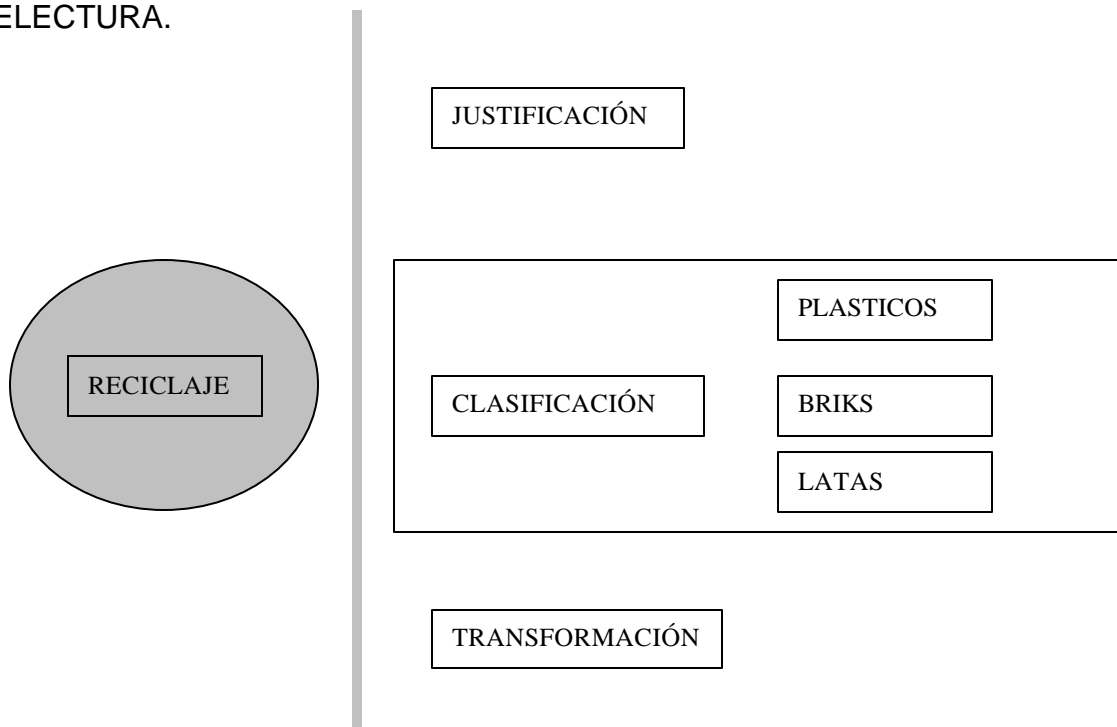 ELECTURA.
JUSTIFICACIÓN
RECICLAJE
CLASIFICACIÓN
PLASTICOS
BRIKS
LATAS
TRANSFORMACIÓN